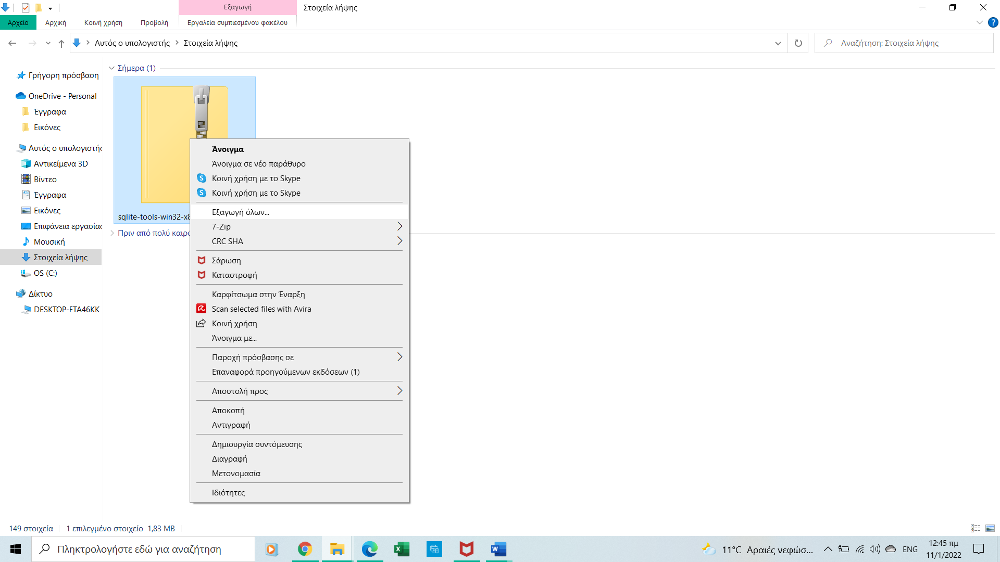 Εξαγωγή
Στοιχεία λήψης
Αρχείο
Αρχική
Κοινή χρήση
Προβολή
Εργαλεία συμπιεσμένου φακέλου
Αυτός ο υπολογιστής
Στοιχεία λήψης
Αναζήτηση: Στοιχεία λήψης
Γρήγορη πρόσβαση
OneDrive - Personal
Έγγραφα
Εικόνες
Αυτός ο υπολογιστής
Αντικείμενα 3D
Βίντεο
Έγγραφα
Εικόνες
Επιφάνεια εργασίας
Μουσική
Στοιχεία λήψης
OS (C:)
Δίκτυο
DESKTOP-FTA46KK
Σήμερα (1)
sqlite-tools-win32-x8
Πριν από πολύ καιρό
Άνοιγμα
Άνοιγμα σε νέο παράθυρο
Κοινή χρήση με το Skype
Κοινή χρήση με το Skype
Εξαγωγή όλων...
7-Zip
CRC SHA
Σάρωση
Καταστροφή
Καρφίτσωμα στην Έναρξη
Scan selected files with Avira
Κοινή χρήση
Άνοιγμα με...
Παροχή πρόσβασης σε
Επαναφορά προηγούμενων εκδόσεων (1)
Αποστολή προς
Αποκοπή
Αντιγραφή
Δημιουργία συντόμευσης
Διαγραφή
Μετονομασία
Ιδιότητες
149 στοιχεία
1 επιλεγμένο στοιχείο 1,83 MB
Πληκτρολογήστε εδώ για αναζήτηση
11°C Αραιές νεφώσ...
ENG
12:45 πμ
11/1/2022